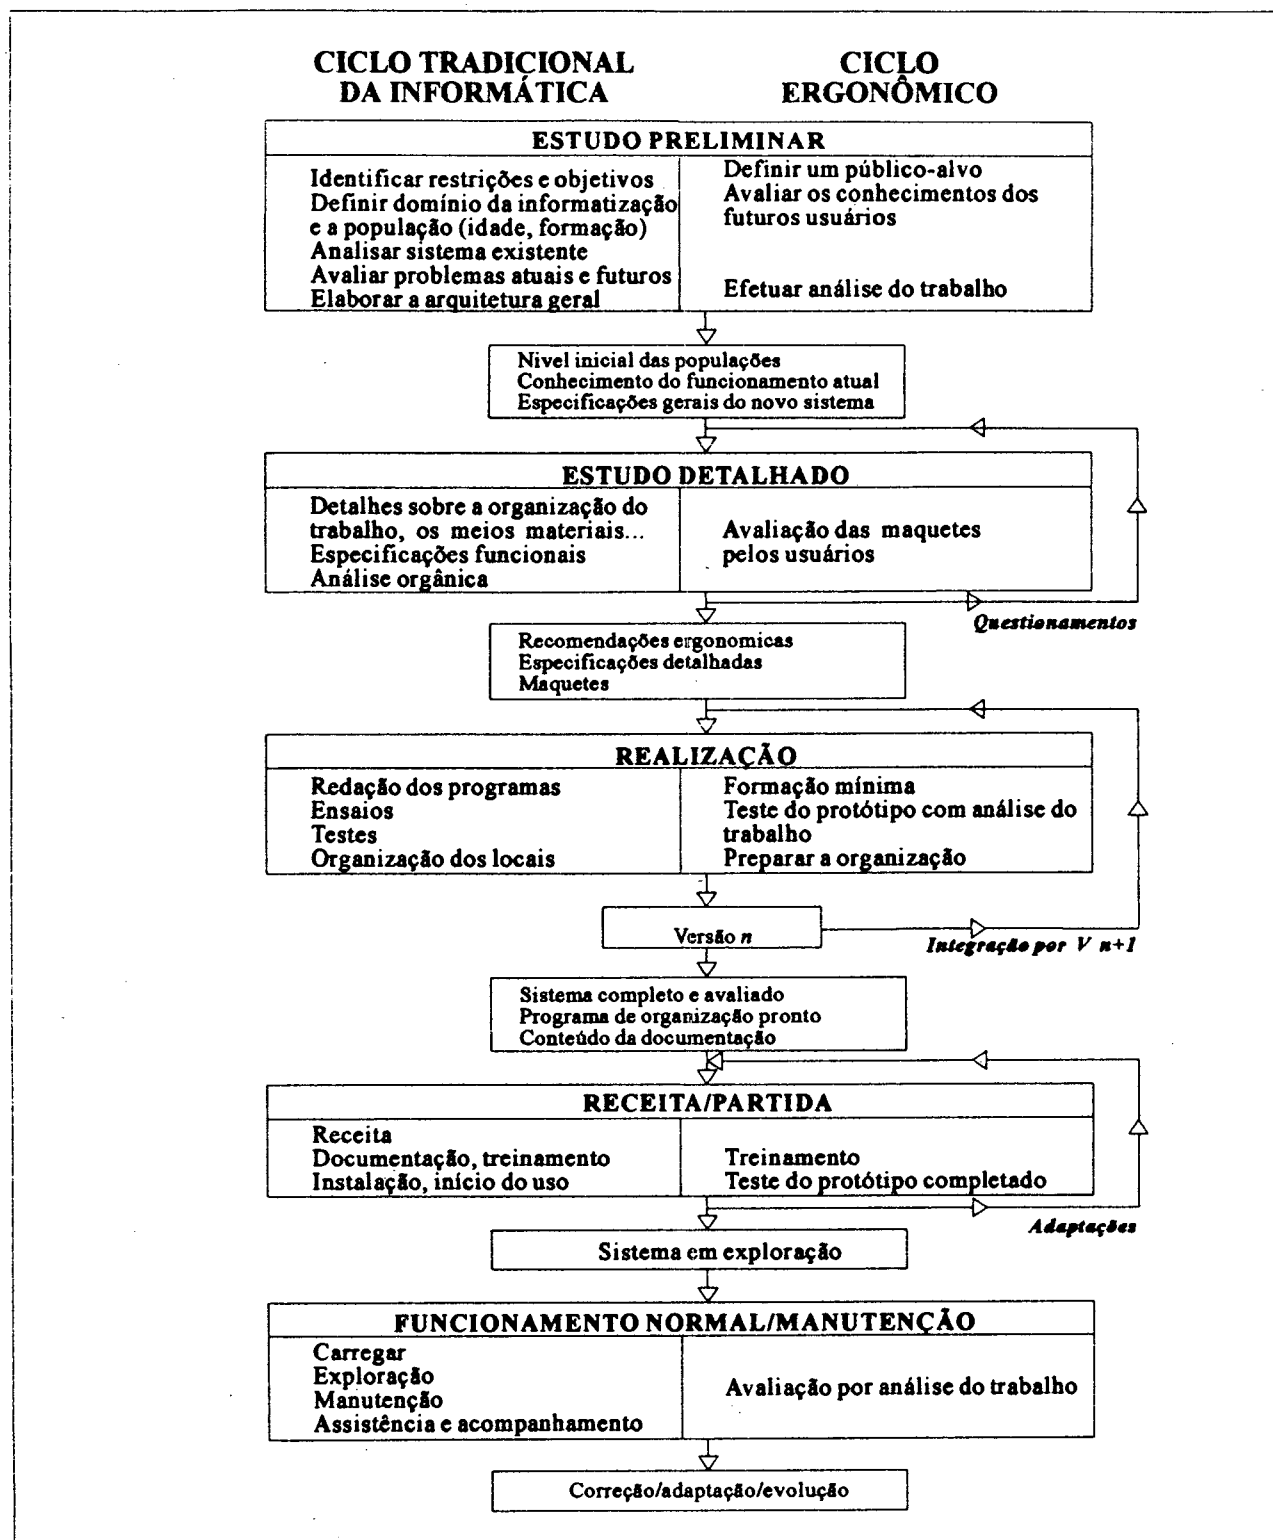 CICLO TRADICIONAL
DA INFORMÁTICA
CICLO
ERGONÔMICO
ESTUDO PRELIMINAR
Identificar restrições e objetivos
Definir domínio da informatização
e a população (idade, formação)
Analisar sistema existente
Avaliar problemas atuais e futuros
Elaborar a arquitetura geral
Definir um público-alvo
Avaliar os conhecimentos dos
futuros usuários
Efetuar análise do trabalho
Nivel inicial das populações
Conhecimento do funcionamento atual
Especificações gerais do novo sistema
ESTUDO DETALHADO
Detalhes sobre a organização do
trabalho, os meios materiais...
Especificações funcionais
Análise orgânica
Avaliação das maquetes
pelos usuários
Questionamentos
Recomendações ergonomicas
Especificações detalhadas
Maquetes
REALIZAÇÃO
Redação dos programas
Ensaios
Testes
Organização dos locais
Formação mínima
Teste do protótipo com análise do
trabalho
Preparar a organização
Versão n
Integração por V n+1
Sistema completo e avaliado
Programa de organização pronto
Conteúdo da documentação
RECEITA/PARTIDA
Receita
Documentação, treinamento
Instalação, início do uso
Treinamento
Teste do protótipo completado
Adaptações
Sistema em exploração
FUNCIONAMENTO NORMAL/MANUTENÇÃO
Carregar
Exploração
Manutenção
Assistência e acompanhamento
Avaliação por análise do trabalho
Correção/adaptação/evolução